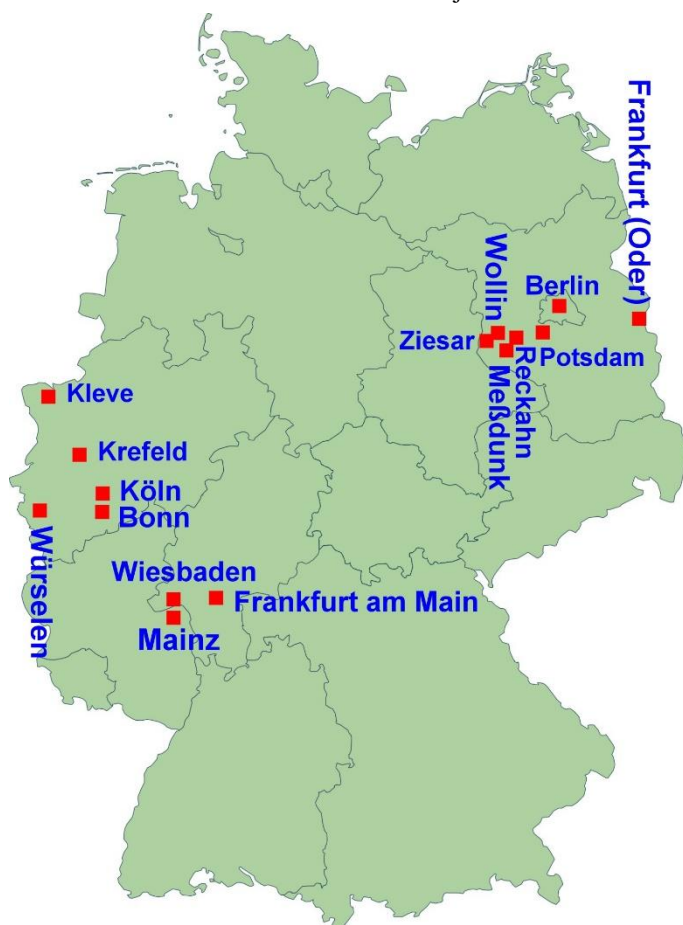 Frankfurt (Oder)
Wollin
Berlin
Ziesar
Potsdam
Reckahn
Meßdunk
Kleve
Krefeld
Köln
Bonn
Würselen
Wiesbaden
Frankfurt am Main
Mainz